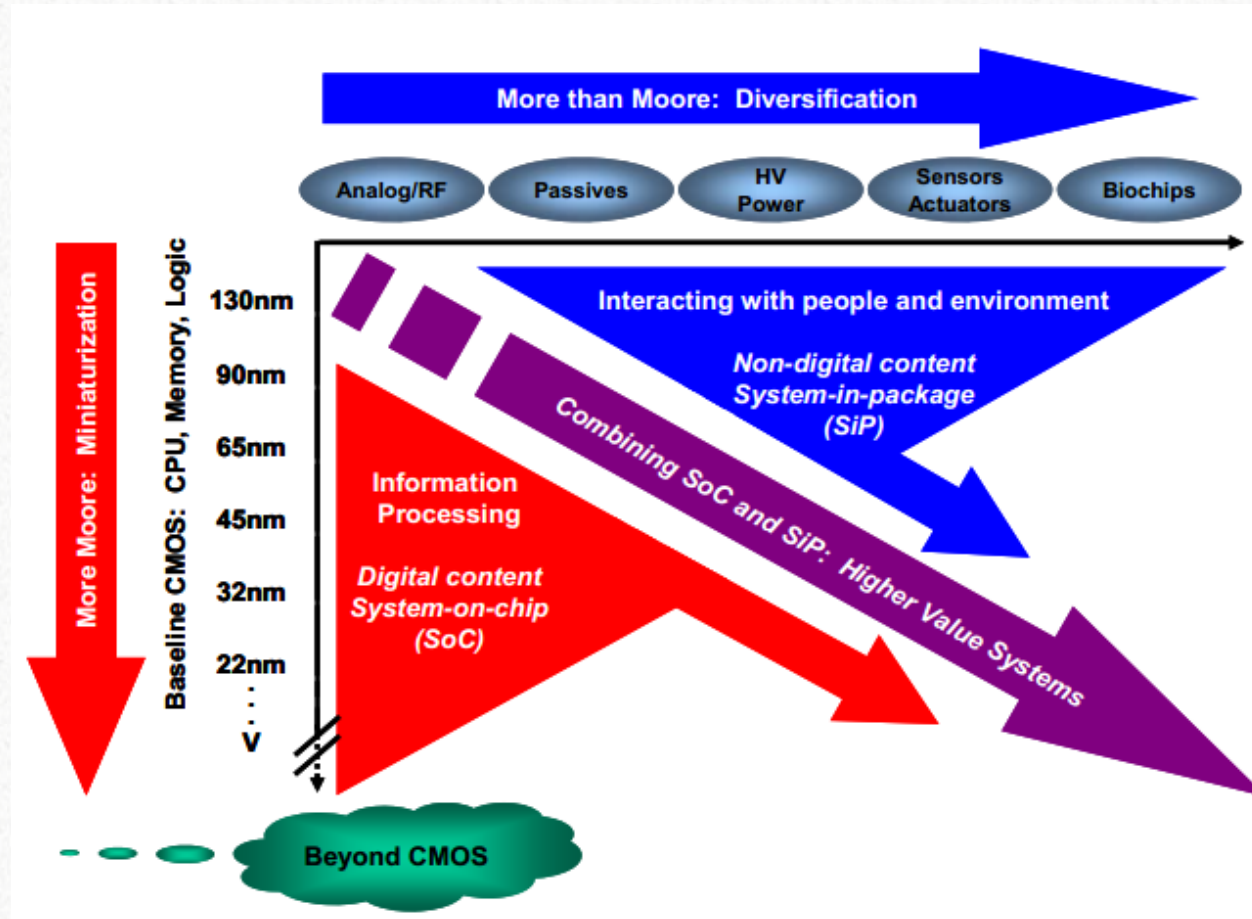 More than Moore: Diversification
Analog/RF
Passives
HV
Power
Sensors
Actuators
Biochips
More Moore: Miniaturization
Baseline CMOS: CPU, Memory, Logic
130nm
90nm
65nm
45nm
32nm
22nm
.
.
.
V
Interacting with people and environment
Non-digital content
System-in-package
(SiP)
Combining SoC and SiP: Higher Value Systems
Information
Processing
Digital content
System-on-chip
(SoC)
Beyond CMOS